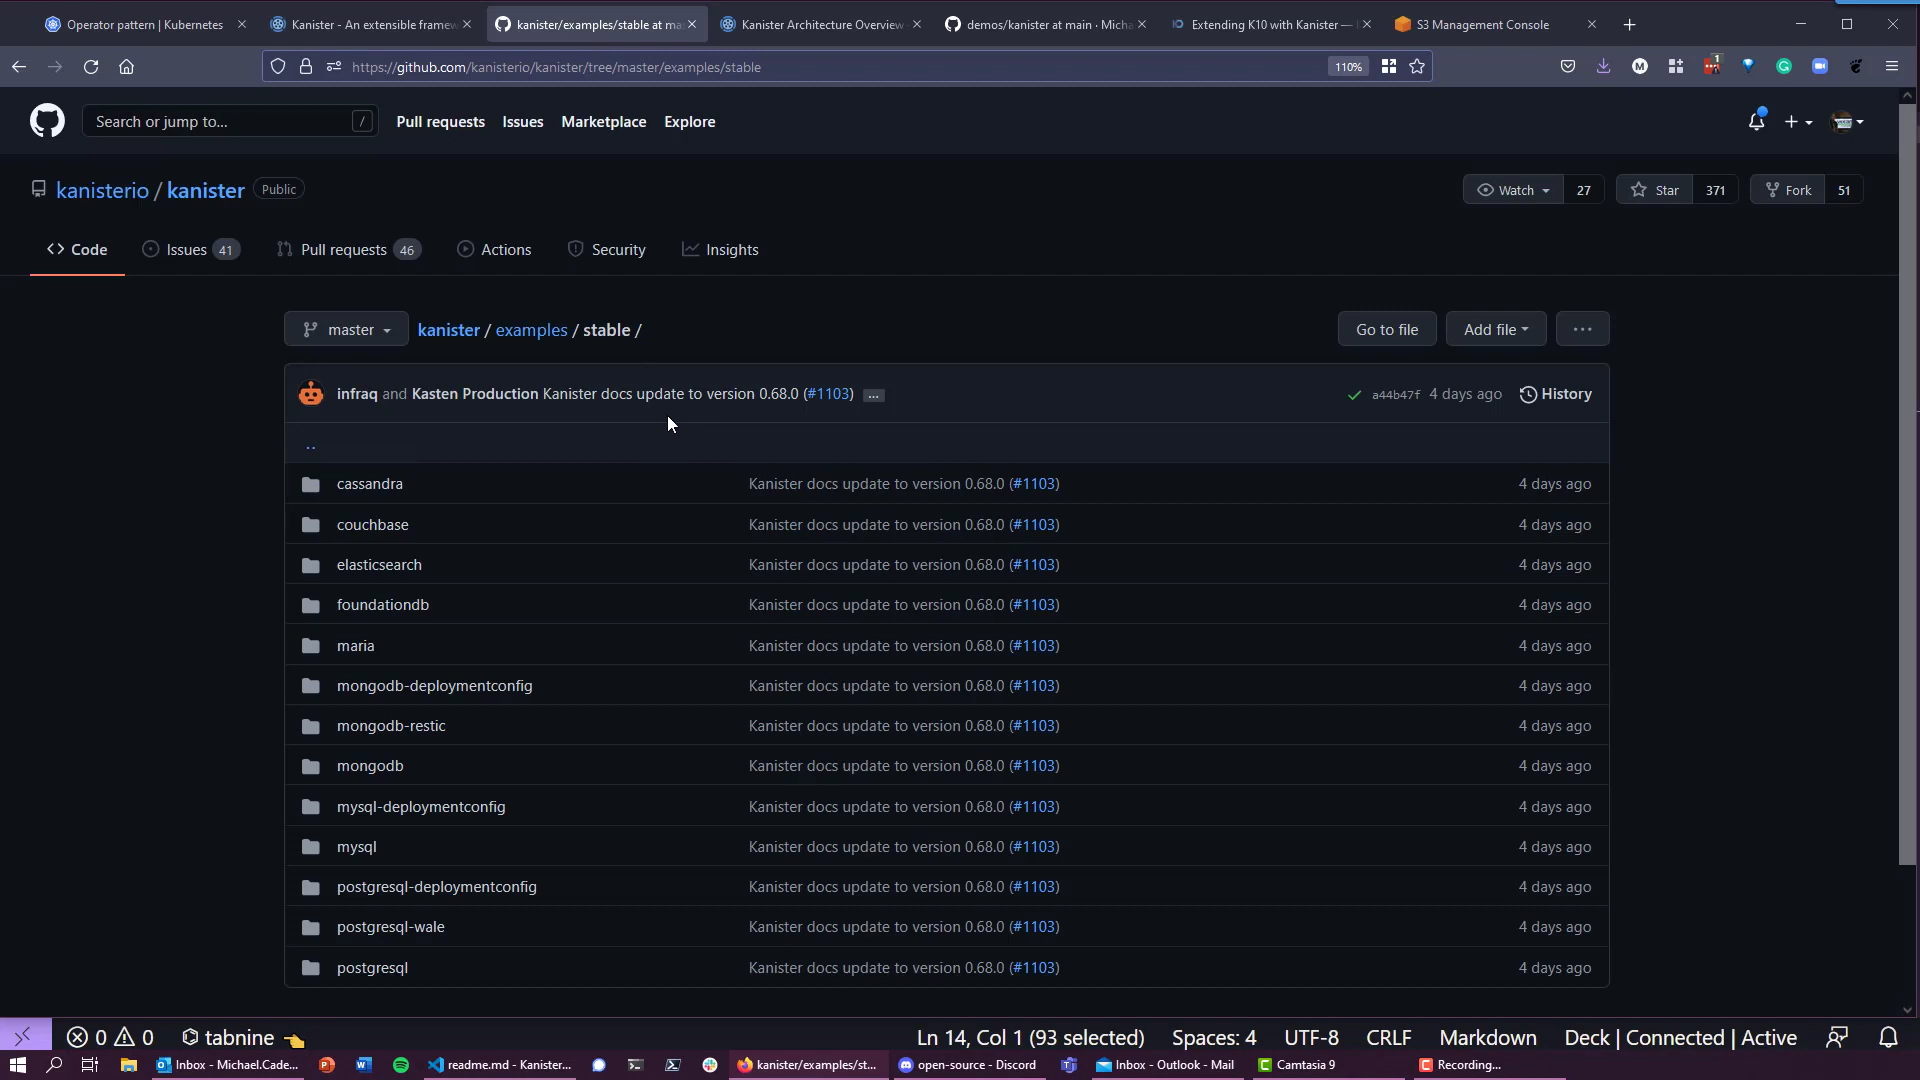 Operator pattern | Kubernetes
Kanister - An extensible framew
kanister/examples/stable at ma
Kanister Architecture Overview
demos/kanister at main · Micha
Extending K10 with Kanister —
S3 Management Console
https://github.com/kanisterio/kanister/tree/master/examples/stable
110%
1
Search or jump to...
/
Pull requests
Issues
Marketplace
Explore
kanisterio / kanister
Public
Watch
27
Star
371
Fork
51
Code
Issues 41
Pull requests 46
Actions
Security
Insights
master
kanister / examples / stable /
Go to file
Add file
...
infraq and Kasten Production Kanister docs update to version 0.68.0 (#1103) ...
a44b47f 4 days ago
History
..
cassandra Kanister docs update to version 0.68.0 (#1103) 4 days ago
couchbase Kanister docs update to version 0.68.0 (#1103) 4 days ago
elasticsearch Kanister docs update to version 0.68.0 (#1103) 4 days ago
foundationdb Kanister docs update to version 0.68.0 (#1103) 4 days ago
maria Kanister docs update to version 0.68.0 (#1103) 4 days ago
mongodb-deploymentconfig Kanister docs update to version 0.68.0 (#1103) 4 days ago
mongodb-restic Kanister docs update to version 0.68.0 (#1103) 4 days ago
mongodb Kanister docs update to version 0.68.0 (#1103) 4 days ago
mysql-deploymentconfig Kanister docs update to version 0.68.0 (#1103) 4 days ago
mysql Kanister docs update to version 0.68.0 (#1103) 4 days ago
postgresql-deploymentconfig Kanister docs update to version 0.68.0 (#1103) 4 days ago
postgresql-wale Kanister docs update to version 0.68.0 (#1103) 4 days ago
postgresql Kanister docs update to version 0.68.0 (#1103) 4 days ago
0 0 tabnine
Ln 14, Col 1 (93 selected) Spaces: 4 UTF-8 CRLF Markdown Deck | Connected | Active
Inbox - Michael.Cade...
readme.md - Kanister...
kanister/examples/st...
open-source - Discord
Inbox - Outlook - Mail
Camtasia 9
Recording...